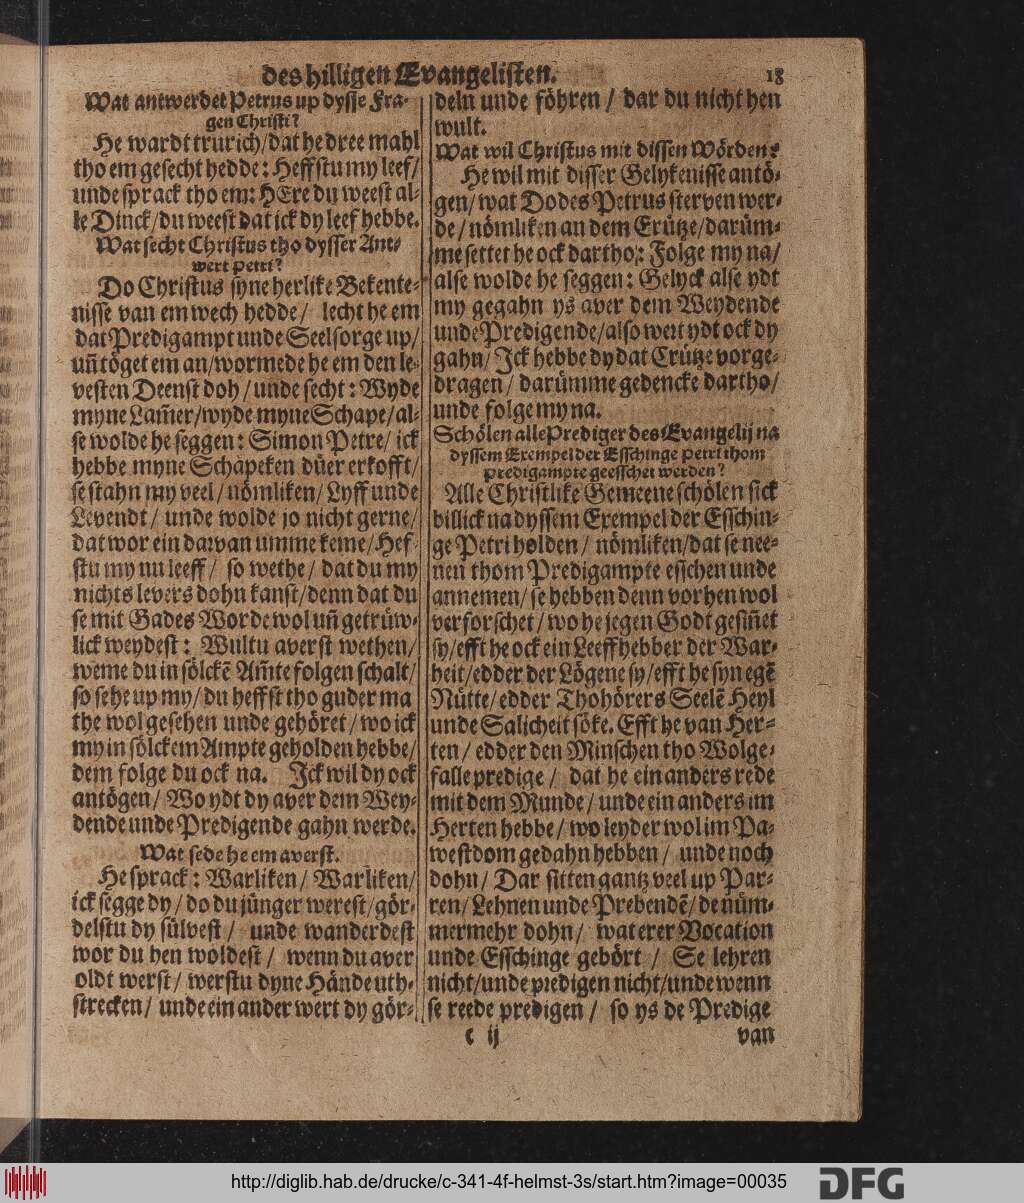 des hilligen Evangelisten. 18
Wat antwerdet Petrus up dysse Fra-
gen Christi?
He wardt trurich/dat he dree mahl
tho em gesecht hedde: Heffstu my leef/
unde sprack tho em: HEre du weest al-
le Dinck/du weest dat ick dy leef hebbe.
Wat secht Christus tho dysser Ant-
wert Petri?
Do Christus syne herlike Bekente-
nisse van em wech hedde/ lecht he em
dat Predigampt unde Seelsorge up/
uñ töget em an/wormede he em den le-
vesten Deenst doh/unde secht: Wyde
myne Lam̃er/wyde myne Schape/al-
se wolde he seggen: Simon Petre/ ick
hebbe myne Schäpeken düer erkofft/
se stahn my veel/nömliken/Lyff unde
Levendt/ unde wolde jo nicht gerne/
dat wor ein darvan umme keme/Hef-
stu my nu leeff/ so wethe/ dat du my
nichts levers dohn kanst/denn dat du
se mit Gades Worde wol uñ getrüw-
lick weydest: Wultu averst wethen/
weme du in sölckẽ Am̃te folgen schalt/
so sehe up my/du heffst tho guder ma
the wol gesehen unde gehöret/wo ick
my in sölckem Ampte geholden hebbe/
dem folge du ock na. Ick wil dy ock
antögen/ Wo ydt dy aver dem Wey-
dende unde Predigende gahn werde.
Wat sede he em averst.
He sprack: Warliken/ Warliken/
ick segge dy/ do du jünger werest/gör-
delstu dy sülvest/ unde wanderdest
wor du hen woldest/ wenn du aver
oldt werst/ werstu dyne Hände uth-
strecken/ unde ein ander wert dy gör-
deln unde föhren/ dar du nicht hen
wult.
Wat wil Christus mit dissen Wörden?
He wil mit disser Gelykenisse antö-
gen/wat Dodes Petrus sterven wer-
de/nömliken an dem Crütze/darüm-
me settet he ock dartho: Folge my na/
alse wolde he seggen: Gelyck alse ydt
my gegahn ys aver dem Weydende
unde Predigende/also wert ydt ock dy
gahn/ Ick hebbe dy dat Crütze vorge-
dragen/ darümme gedencke dartho/
unde folge my na.
Schölen alle Prediger des Evangelij na
dyssem Exempel der Esschinge Petri thom
Predigampte geesschet werden?
Alle Christlike Gemeene schölen sick
billick na dyssem Exempel der Esschin-
ge Petri holden/ nömliken/dat se nee-
nen thom Predigampte esschen unde
annemen/ se hebben denn vorhen wol
verforschet/wo he jegen Godt gesiñet
sy/efft he ock ein Leeffhebber der War-
heit/edder der Lögene sy/efft he syn egẽ
Nütte/edder Thohörers Seelẽ Heyl
unde Salicheit söke. Efft he van Her-
ten/ edder den Minschen tho Wolge-
falle predige/ dat he ein anders rede
mit dem Munde/ unde ein anders im
Herten hebbe/wo leyder wol im Pa-
westdom gedahn hebben/ unde noch
dohn/ Dar sitten gantz veel up Par-
ren/Lehnen unde Prebendẽ/de nüm-
mermehr dohn/ wat erer Vocation
unde Esschinge gehört/ Se lehren
nicht/unde predigen nicht/unde wenn
se reede predigen/ so ys de Predige
c ij van
http://diglib.hab.de/drucke/c-341-4f-helmst-3s/start.htm?image=00035
DFG